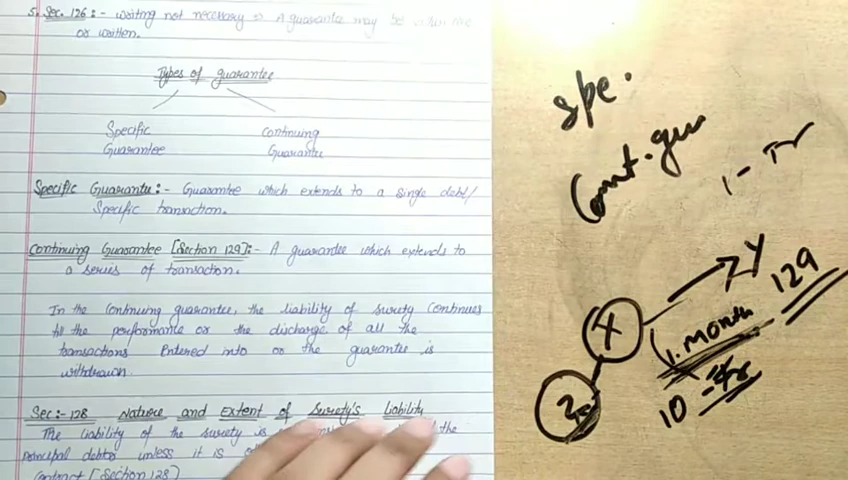 5. Sec. 126:- writing not necessary => A guarantee may be
or written.
Types of guarantee
Specific Continuing
Guarantee Guarantee
Specific Guarantee:- Guarantee which extends to a single debt/
Specific transaction.
Continuing Guarantee [Section 129]:- A guarantee which extends to
a series of transaction.
In the Continuing guarantee, the liability of surety Continues
till the performance or the discharge of all the
transactions Entered into or the guarantee is
withdrawn
Sec:- 128 Nature and Extent of Surety's Liability
The liability of the surety is the
principal debtor unless it is
Contract [Section 128]
Spe.
Cont. gua
1 - Tr
X Y
129
1. Month
10 - Tr